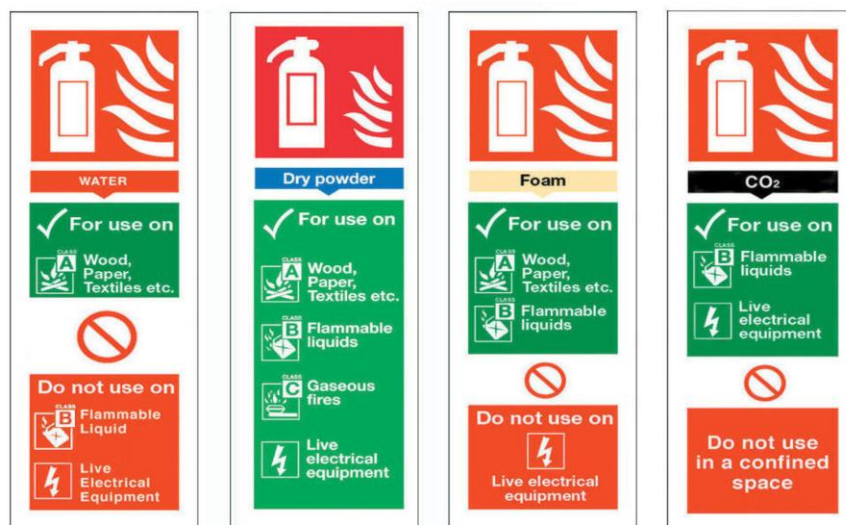 WATER
For use on
CLASS
A
Wood,
Paper,
Textiles etc.
Do not use on
CLASS
B
Flammable
Liquid
Live
Electrical
Equipment
Dry powder
For use on
CLASS
A
Wood,
Paper,
Textiles etc.
CLASS
B
Flammable
liquids
CLASS
C
Gaseous
fires
Live
electrical
equipment
Foam
For use on
CLASS
A
Wood,
Paper,
Textiles etc.
CLASS
B
Flammable
liquids
Do not use on
Live electrical
equipment
CO₂
For use on
CLASS
B
Flammable
liquids
Live
electrical
equipment
Do not use
in a confined
space